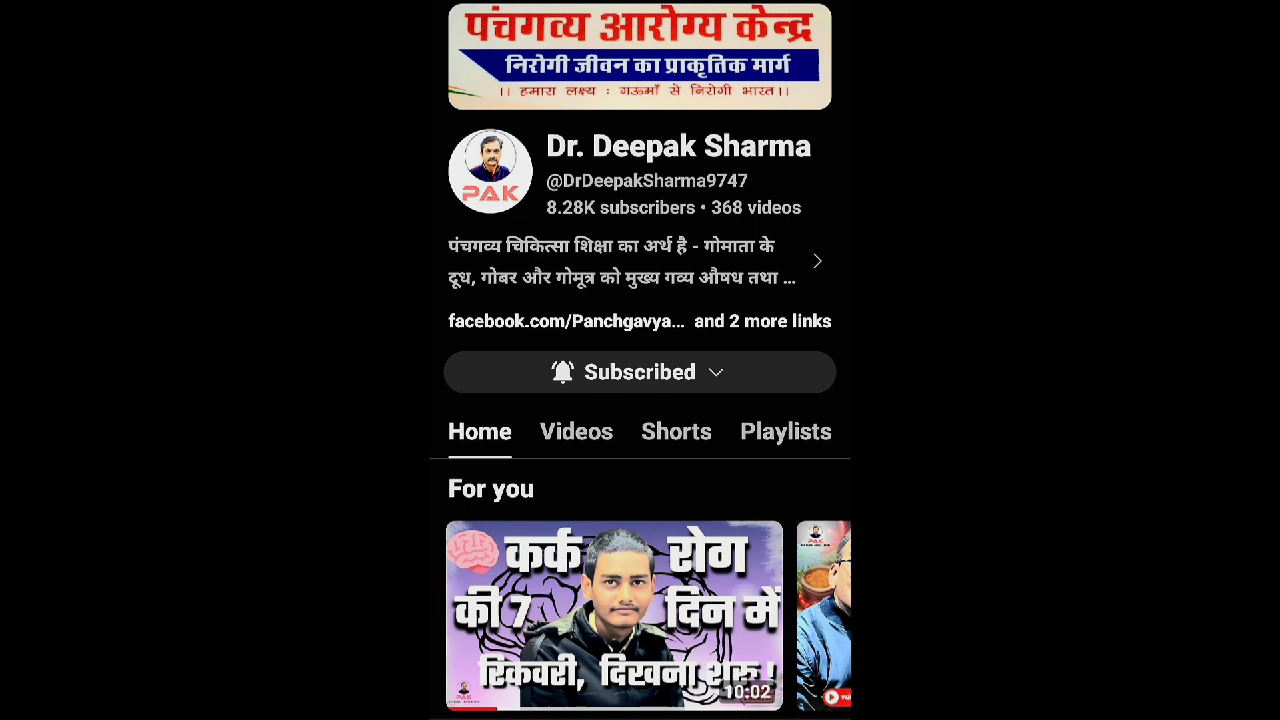 पंचगव्य आरोग्य केन्द्र
निरोगी जीवन का प्राकृतिक मार्ग
।। हमारा लक्ष्य : गऊमाँ से निरोगी भारत।।
PAK
Dr. Deepak Sharma
@DrDeepakSharma9747
8.28K subscribers • 368 videos
पंचगव्य चिकित्सा शिक्षा का अर्थ है - गोमाता के
दूध, गोबर और गोमूत्र को मुख्य गव्य औषध तथा ...
facebook.com/Panchgavya... and 2 more links
Subscribed
Home Videos Shorts Playlists
For you
कर्क रोग
की 7 दिन में
रिकवरी, दिखना शुरू !
PAK
10:02
PAK